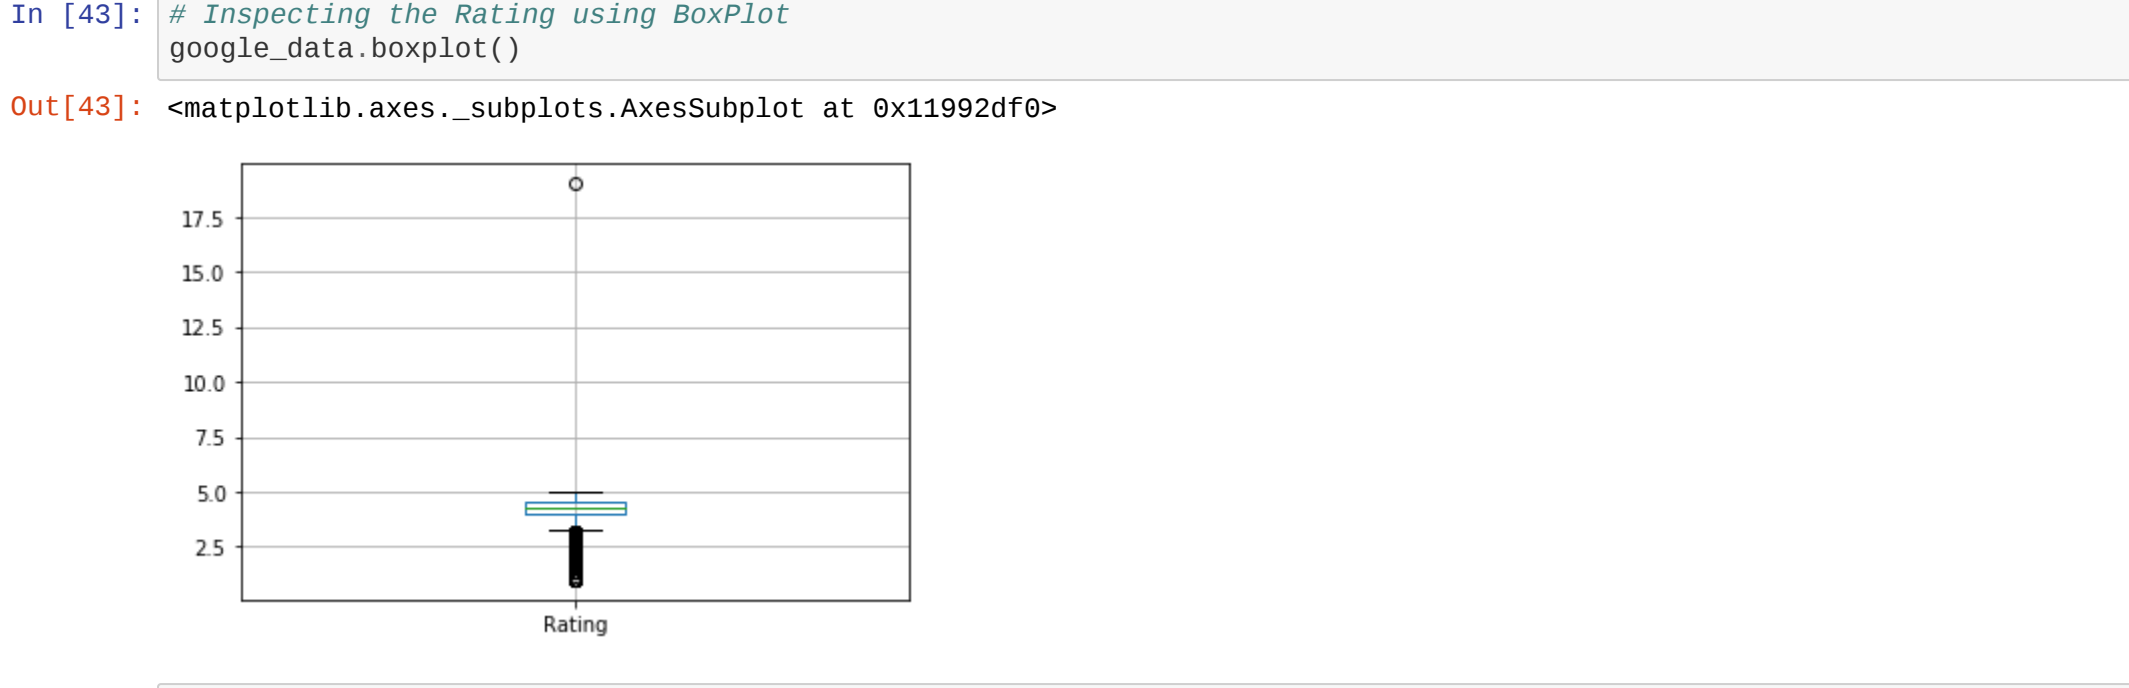 In [43]: # Inspecting the Rating using BoxPlot
google_data.boxplot()
Out[43]: <matplotlib.axes._subplots.AxesSubplot at 0x11992df0>
17.5
15.0
12.5
10.0
7.5
5.0
2.5
Rating